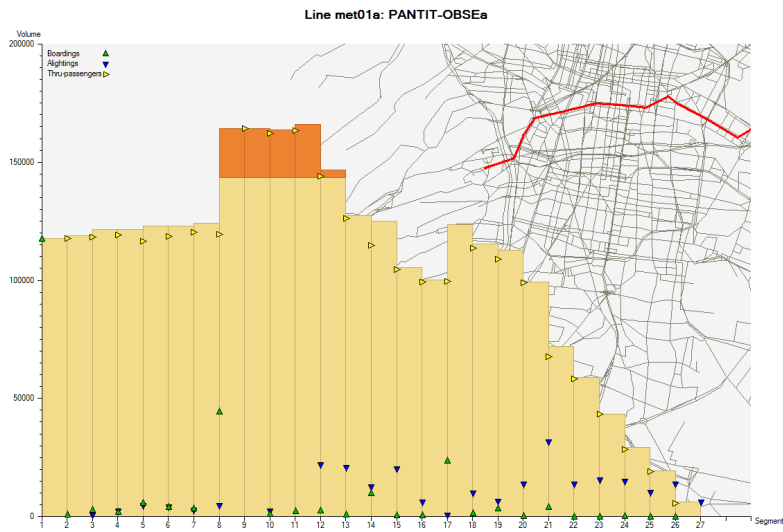 Line met01a: PANTIT-OBSEa
Volume
200000
Boardings
Alightings
Thru-passengers
150000
100000
50000
0
1 2 3 4 5 6 7 8 9 10 11 12 13 14 15 16 17 18 19 20 21 22 23 24 25 26 27 Segment